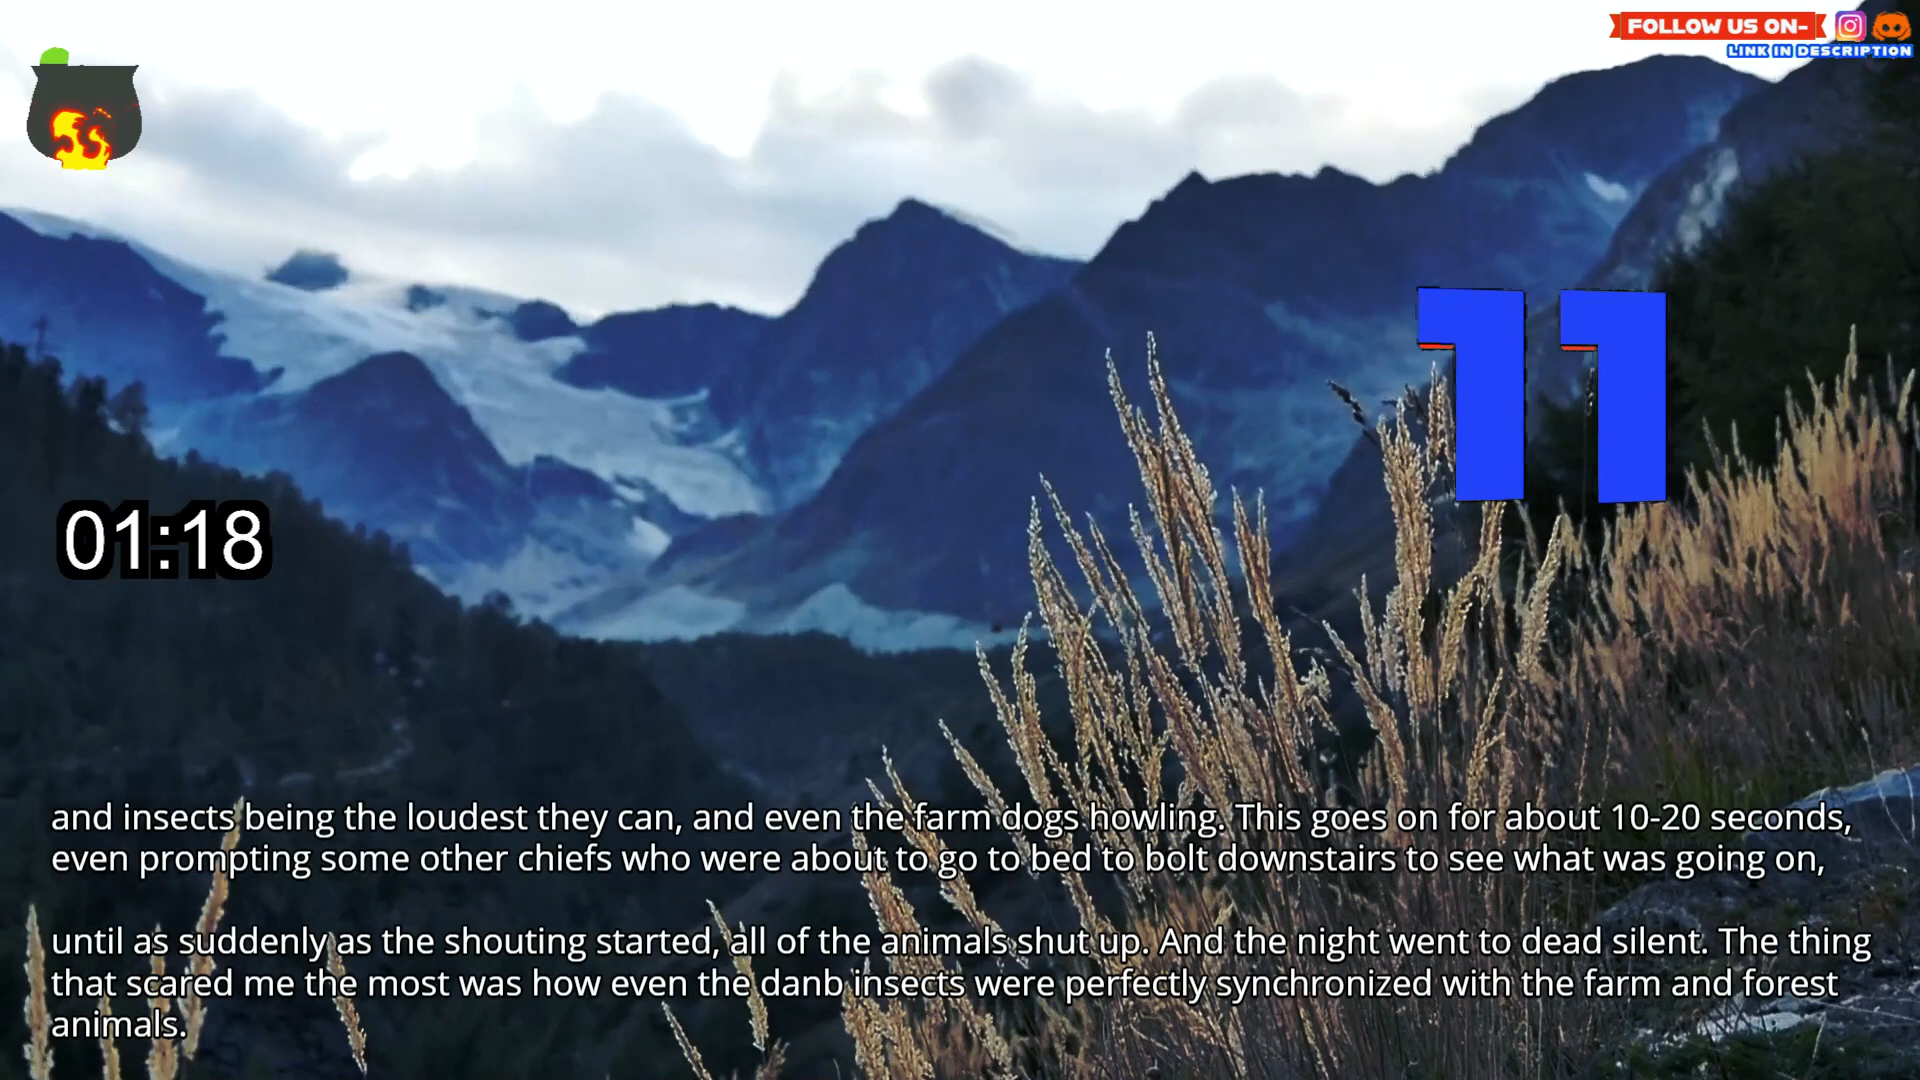 FOLLOW US ON-
LINK IN DESCRIPTION
11
01:18
and insects being the loudest they can, and even the farm dogs howling. This goes on for about 10-20 seconds,
even prompting some other chiefs who were about to go to bed to bolt downstairs to see what was going on,
until as suddenly as the shouting started, all of the animals shut up. And the night went to dead silent. The thing
that scared me the most was how even the danb insects were perfectly synchronized with the farm and forest
animals.